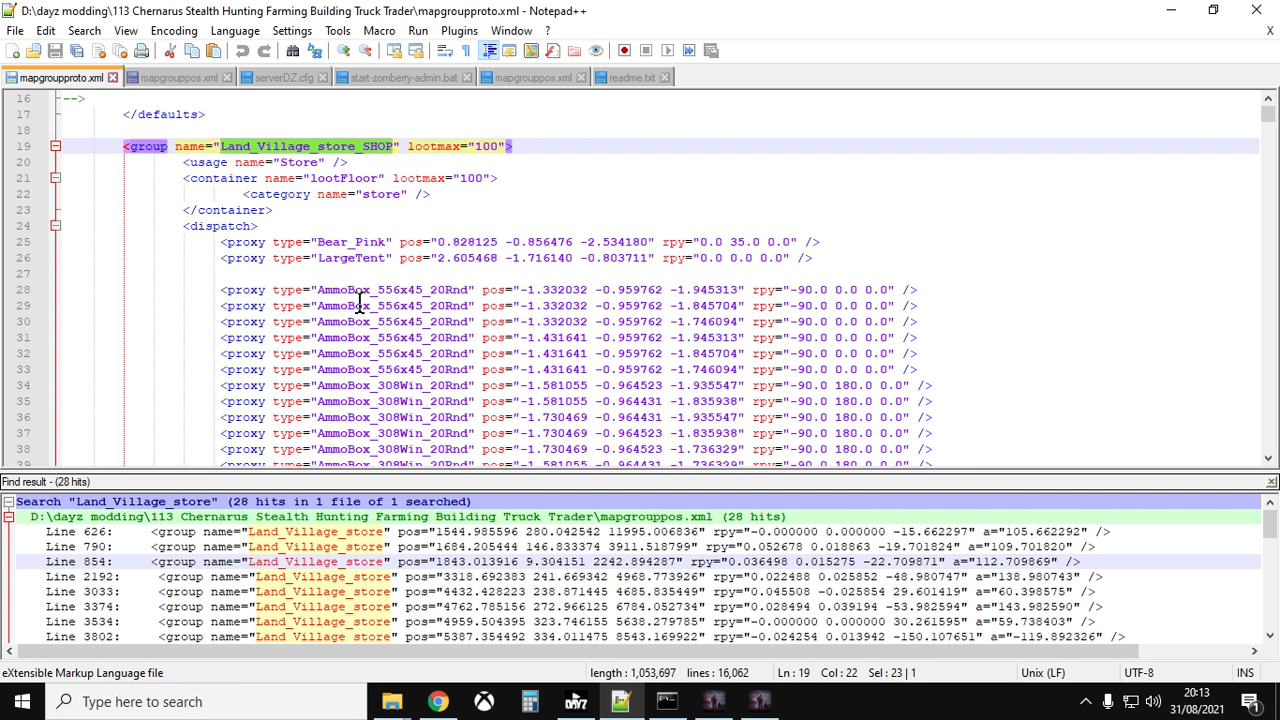 D:\dayz modding\113 Chernarus Stealth Hunting Farming Building Truck Trader\mapgroupproto.xml - Notepad++
File Edit Search View Encoding Language Settings Tools Macro Run Plugins Window ? X
mapgroupproto.xml mapgrouppos.xml serverDZ.cfg start-zomberry-admin.bat mapgrouppos.xml readme.txt
16 -->
17 </defaults>
18
19 <group name="Land_Village_store_SHOP" lootmax="100">
20 <usage name="Store" />
21 <container name="lootFloor" lootmax="100">
22 <category name="store" />
23 </container>
24 <dispatch>
25 <proxy type="Bear_Pink" pos="0.828125 -0.856476 -2.534180" rpy="0.0 35.0 0.0" />
26 <proxy type="LargeTent" pos="2.605468 -1.716140 -0.803711" rpy="0.0 0.0 0.0" />
27
28 <proxy type="AmmoBox_556x45_20Rnd" pos="-1.332032 -0.959762 -1.945313" rpy="-90.0 0.0 0.0" />
29 <proxy type="AmmoBox_556x45_20Rnd" pos="-1.332032 -0.959762 -1.845704" rpy="-90.0 0.0 0.0" />
30 <proxy type="AmmoBox_556x45_20Rnd" pos="-1.332032 -0.959762 -1.746094" rpy="-90.0 0.0 0.0" />
31 <proxy type="AmmoBox_556x45_20Rnd" pos="-1.431641 -0.959762 -1.945313" rpy="-90.0 0.0 0.0" />
32 <proxy type="AmmoBox_556x45_20Rnd" pos="-1.431641 -0.959762 -1.845704" rpy="-90.0 0.0 0.0" />
33 <proxy type="AmmoBox_556x45_20Rnd" pos="-1.431641 -0.959762 -1.746094" rpy="-90.0 0.0 0.0" />
34 <proxy type="AmmoBox_308Win_20Rnd" pos="-1.581055 -0.964523 -1.935547" rpy="-90.0 180.0 0.0" />
35 <proxy type="AmmoBox_308Win_20Rnd" pos="-1.581055 -0.964431 -1.835938" rpy="-90.0 180.0 0.0" />
36 <proxy type="AmmoBox_308Win_20Rnd" pos="-1.730469 -0.964431 -1.935547" rpy="-90.0 180.0 0.0" />
37 <proxy type="AmmoBox_308Win_20Rnd" pos="-1.730469 -0.964523 -1.835938" rpy="-90.0 180.0 0.0" />
38 <proxy type="AmmoBox_308Win_20Rnd" pos="-1.730469 -0.964523 -1.736329" rpy="-90.0 180.0 0.0" />
39 <proxy type="AmmoBox_308Win_20Rnd" pos="-1.581055 -0.964431 -1.736329" rpy="-90.0 180.0 0.0" />
Find result - (28 hits)
Search "Land_Village_store" (28 hits in 1 file of 1 searched)
D:\dayz modding\113 Chernarus Stealth Hunting Farming Building Truck Trader\mapgrouppos.xml (28 hits)
Line 626: <group name="Land_Village_store" pos="1544.985596 280.042542 11995.006836" rpy="-0.000000 0.000000 -15.662297" a="105.662292" />
Line 790: <group name="Land_Village_store" pos="1684.205444 146.833374 3911.518799" rpy="0.052678 0.018863 -19.701824" a="109.701820" />
Line 854: <group name="Land_Village_store" pos="1843.013916 9.304151 2242.894287" rpy="0.036498 0.015275 -22.709871" a="112.709869" />
Line 2192: <group name="Land_Village_store" pos="3318.692383 241.669342 4968.773926" rpy="0.022488 0.025852 -48.980747" a="138.980743" />
Line 3033: <group name="Land_Village_store" pos="4432.428223 238.871445 4685.835449" rpy="0.045508 -0.025854 29.601419" a="60.398575" />
Line 3374: <group name="Land_Village_store" pos="4762.785156 272.966125 6784.052734" rpy="0.028494 0.039194 -53.982594" a="143.982590" />
Line 3534: <group name="Land_Village_store" pos="4959.504395 323.746155 5638.279785" rpy="-0.000000 0.000000 30.261595" a="59.738403" />
Line 3802: <group name="Land_Village_store" pos="5387.354492 334.011475 8543.169922" rpy="-0.024254 0.013942 -150.107651" a="-119.892326" />
eXtensible Markup Language file length : 1,053,697 lines : 16,062 Ln : 19 Col : 22 Sel : 23 | 1 Unix (LF) UTF-8 INS
Type here to search
20:13
31/08/2021